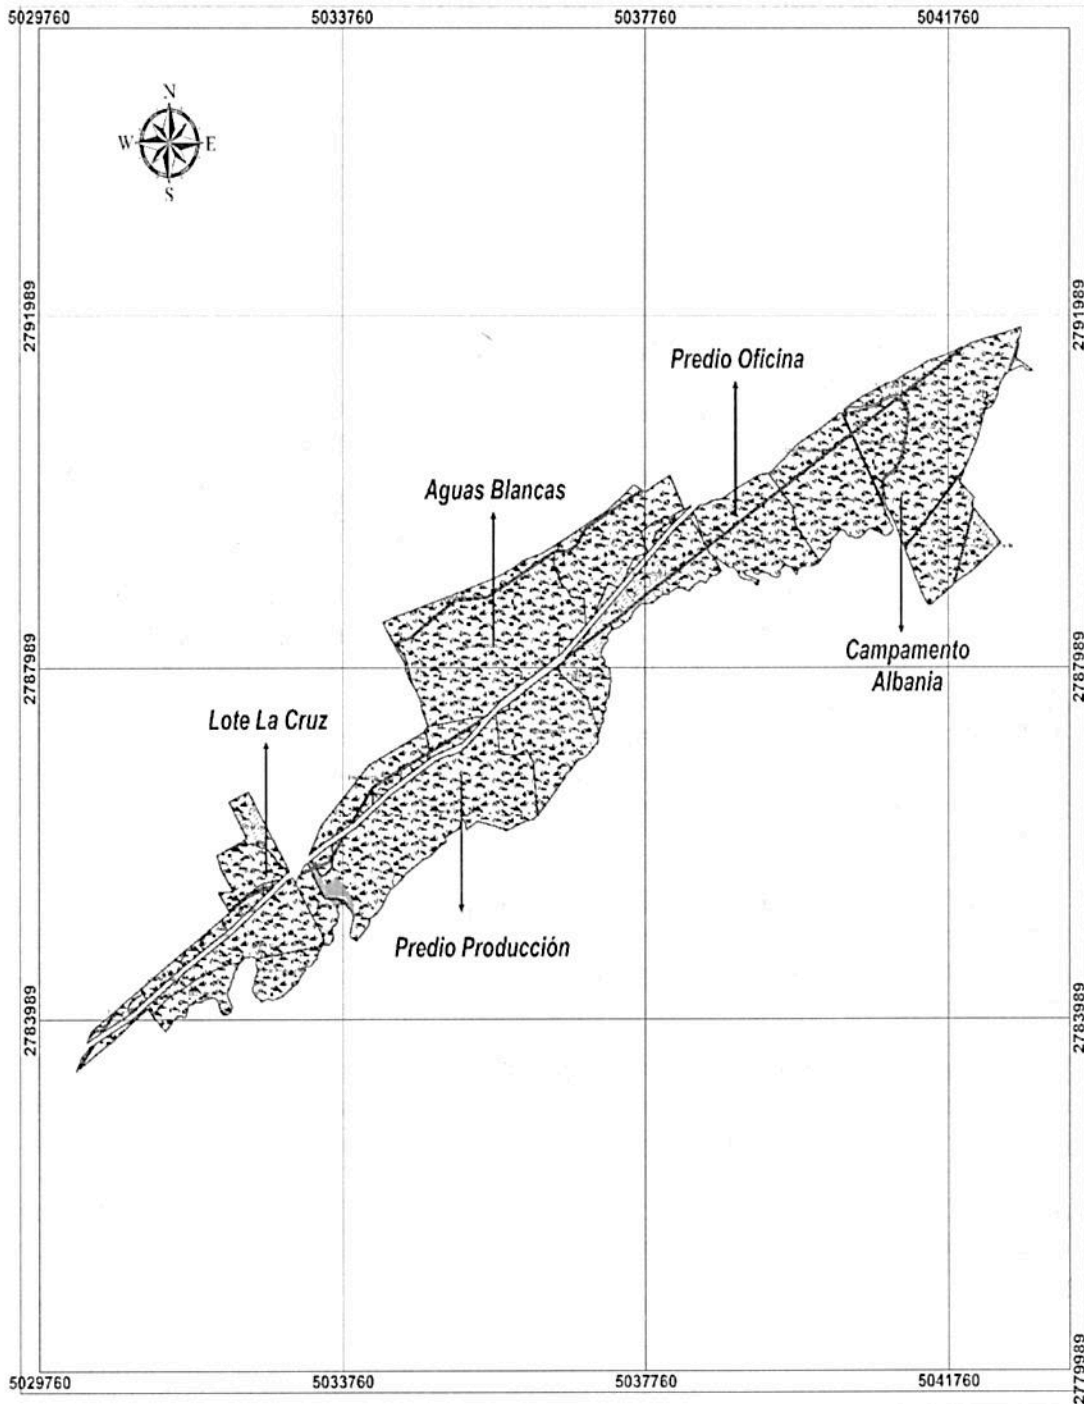 5029760 5033760 5037760 5041760
N
W E
S
2791989 2791989
Predio Oficina
Aguas Blancas
Campamento
Albania
2787989 2787989
Lote La Cruz
Predio Producción
2783989 2783989
2779989
5029760 5033760 5037760 5041760